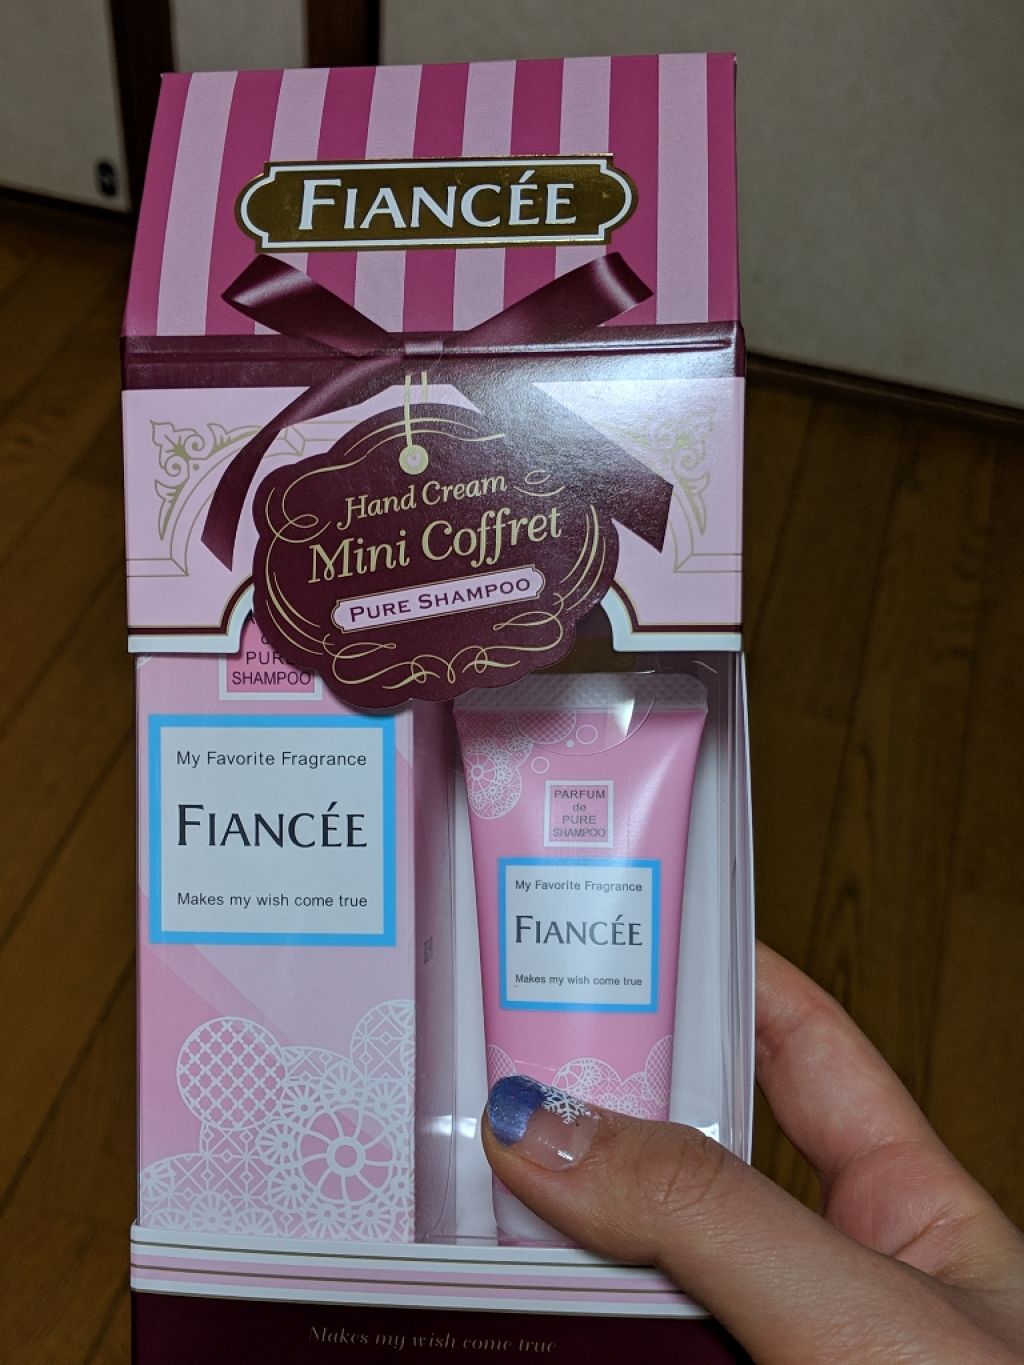 FIANCÉE
Hand Cream
Mini Coffret
PURE SHAMPOO
PURE
SHAMPOO
My Favorite Fragrance
FIANCÉE
Makes my wish come true
PARFUM
de
PURE
SHAMPOO
My Favorite Fragrance
FIANCÉE
Makes my wish come true
Makes my wish come true